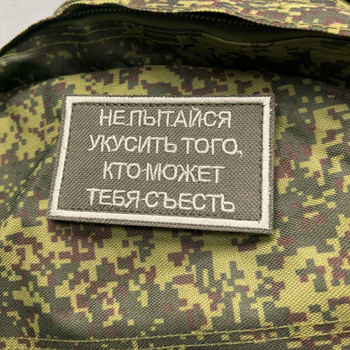 НЕ ПЫТАЙСЯ
УКУСИТЬ ТОГО,
КТО МОЖЕТ
ТЕБЯ СЪЕСТЬ